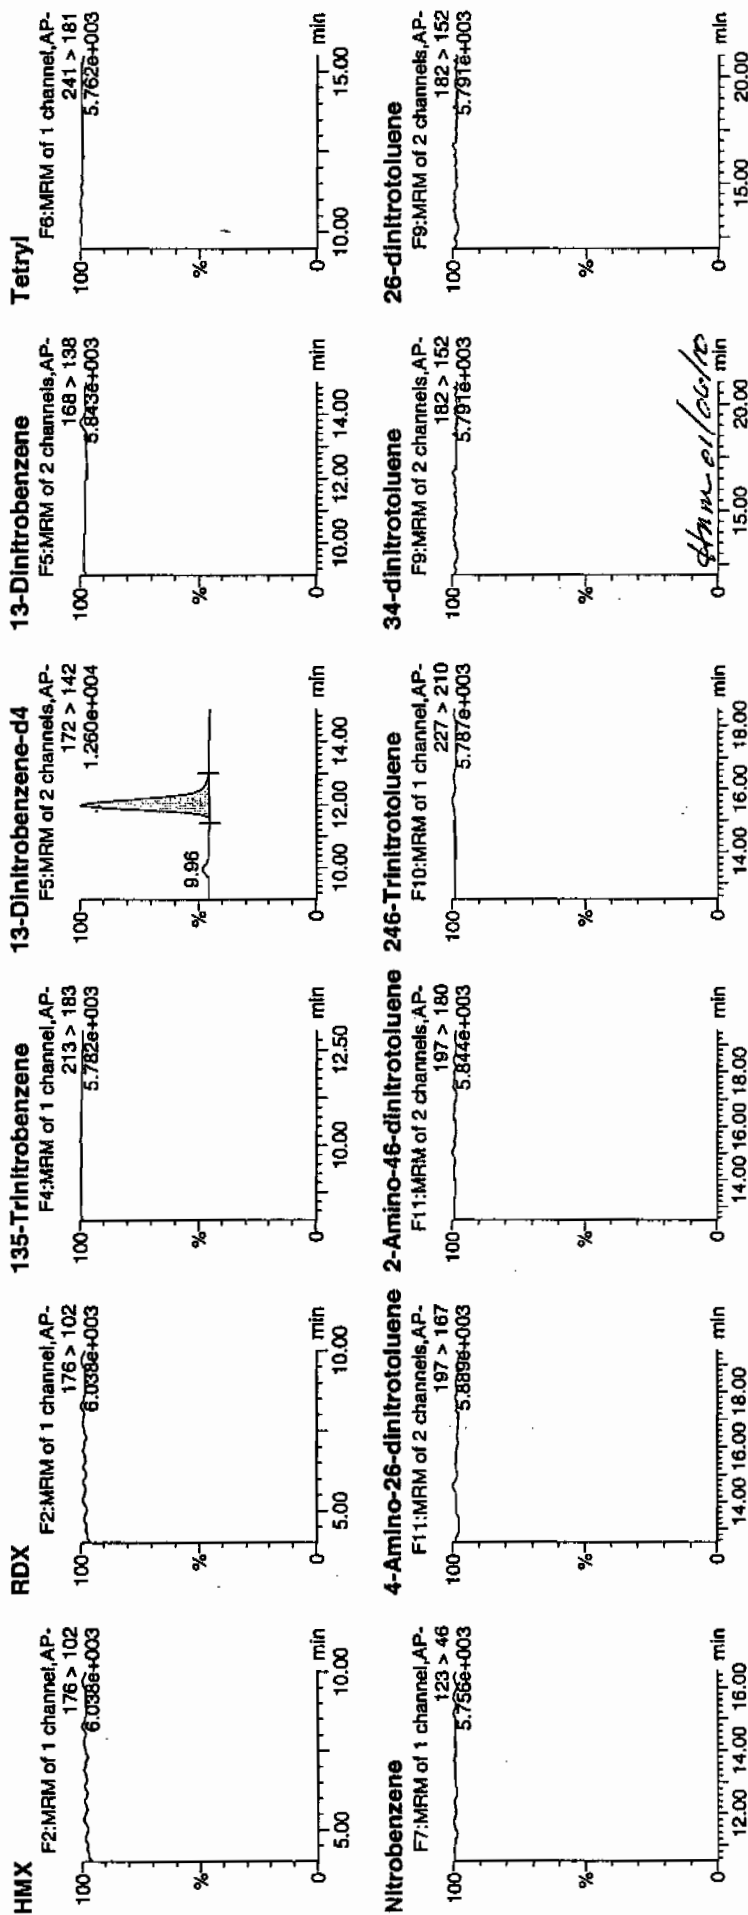 HMX
F2:MRM of 1 channel,AP-
176 > 102
6.038e+003
100
%
0
5.00
10.00
min
RDX
F2:MRM of 1 channel,AP-
176 > 102
6.038e+003
100
%
0
5.00
10.00
min
135-Trinitrobenzene
F4:MRM of 1 channel,AP-
213 > 183
5.782e+003
100
%
0
10.00
12.50
min
13-Dinitrobenzene-d4
F5:MRM of 2 channels,AP-
172 > 142
1.260e+004
100
9.96
%
0
10.00
12.00
14.00
min
13-Dinitrobenzene
F5:MRM of 2 channels,AP-
168 > 138
5.843e+003
100
%
0
10.00
12.00
14.00
min
Tetryl
F6:MRM of 1 channel,AP-
241 > 181
5.762e+003
100
%
0
10.00
15.00
min
Nitrobenzene
F7:MRM of 1 channel,AP-
123 > 46
5.756e+003
100
%
0
12.00
14.00
16.00
min
4-Amino-26-dinitrotoluene
F11:MRM of 2 channels,AP-
197 > 167
5.889e+003
100
%
0
14.00
16.00
18.00
min
2-Amino-46-dinitrotoluene
F11:MRM of 2 channels,AP-
197 > 180
5.844e+003
100
%
0
14.00
16.00
18.00
min
246-Trinitrotoluene
F10:MRM of 1 channel,AP-
227 > 210
5.787e+003
100
%
0
14.00
16.00
18.00
min
34-dinitrotoluene
F9:MRM of 2 channels,AP-
182 > 152
5.791e+003
100
%
0
15.00
20.00
min
01/06/10
26-dinitrotoluene
F9:MRM of 2 channels,AP-
182 > 152
5.791e+003
100
%
0
15.00
20.00
min